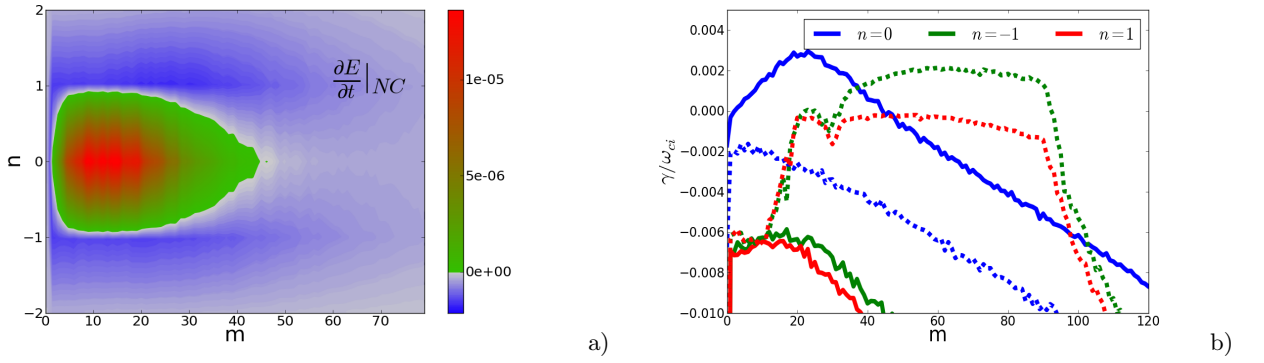 2
1
0
−1
−2
n
0 10 20 30 40 50 60 70
m
∂E/∂t|NC
1e-05
5e-06
0e+00
a)
0.004
0.002
0.000
−0.002
−0.004
−0.006
−0.008
−0.010
γ/ω_ci
n=0 n=−1 n=1
0 20 40 60 80 100 120
m
b)